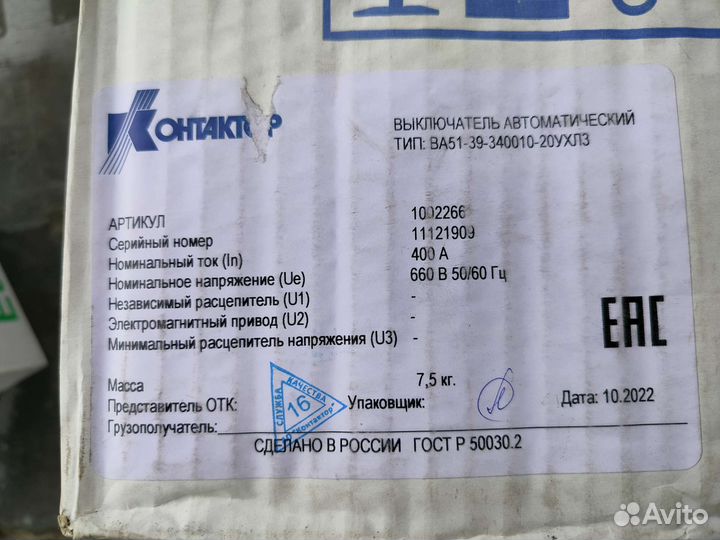 КОНТАКТОР
ВЫКЛЮЧАТЕЛЬ АВТОМАТИЧЕСКИЙ
ТИП: ВА51-39-340010-20УХЛ3
АРТИКУЛ 1002266
Серийный номер 11121909
Номинальный ток (In) 400 А
Номинальное напряжение (Ue) 660 В 50/60 Гц
Независимый расцепитель (U1) -
Электромагнитный привод (U2) -
Минимальный расцепитель напряжения (U3) -
ЕАС
Масса 7,5 кг.
Представитель ОТК: Упаковщик: Дата: 10.2022
СЛУЖБА КАЧЕСТВА
16
"Контактор"
Грузополучатель:
СДЕЛАНО В РОССИИ ГОСТ Р 50030.2
Avito